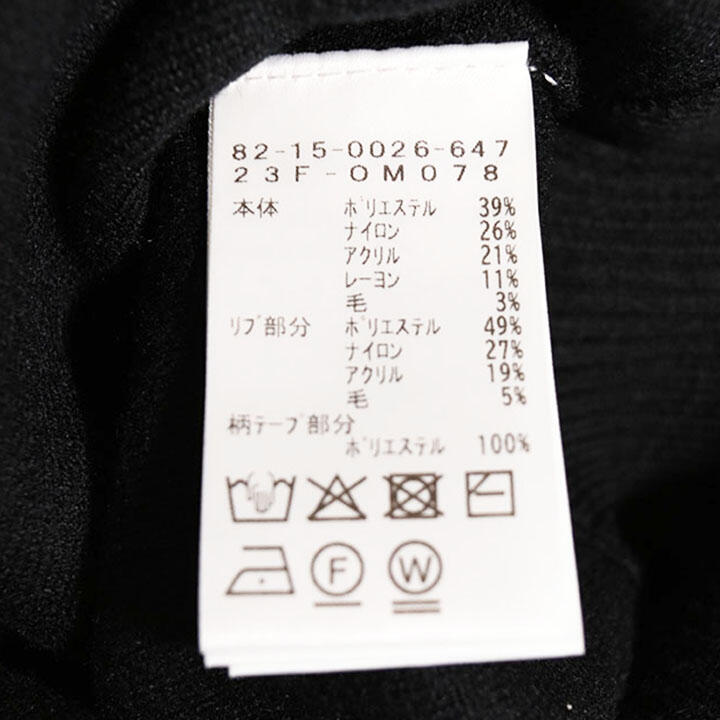 82-15-0026-647
23F-OM078
本体 ポリエステル 39%
ナイロン 26%
アクリル 21%
レーヨン 11%
毛 3%
リブ部分 ポリエステル 49%
ナイロン 27%
アクリル 19%
毛 5%
柄テープ部分
ポリエステル 100%
F W